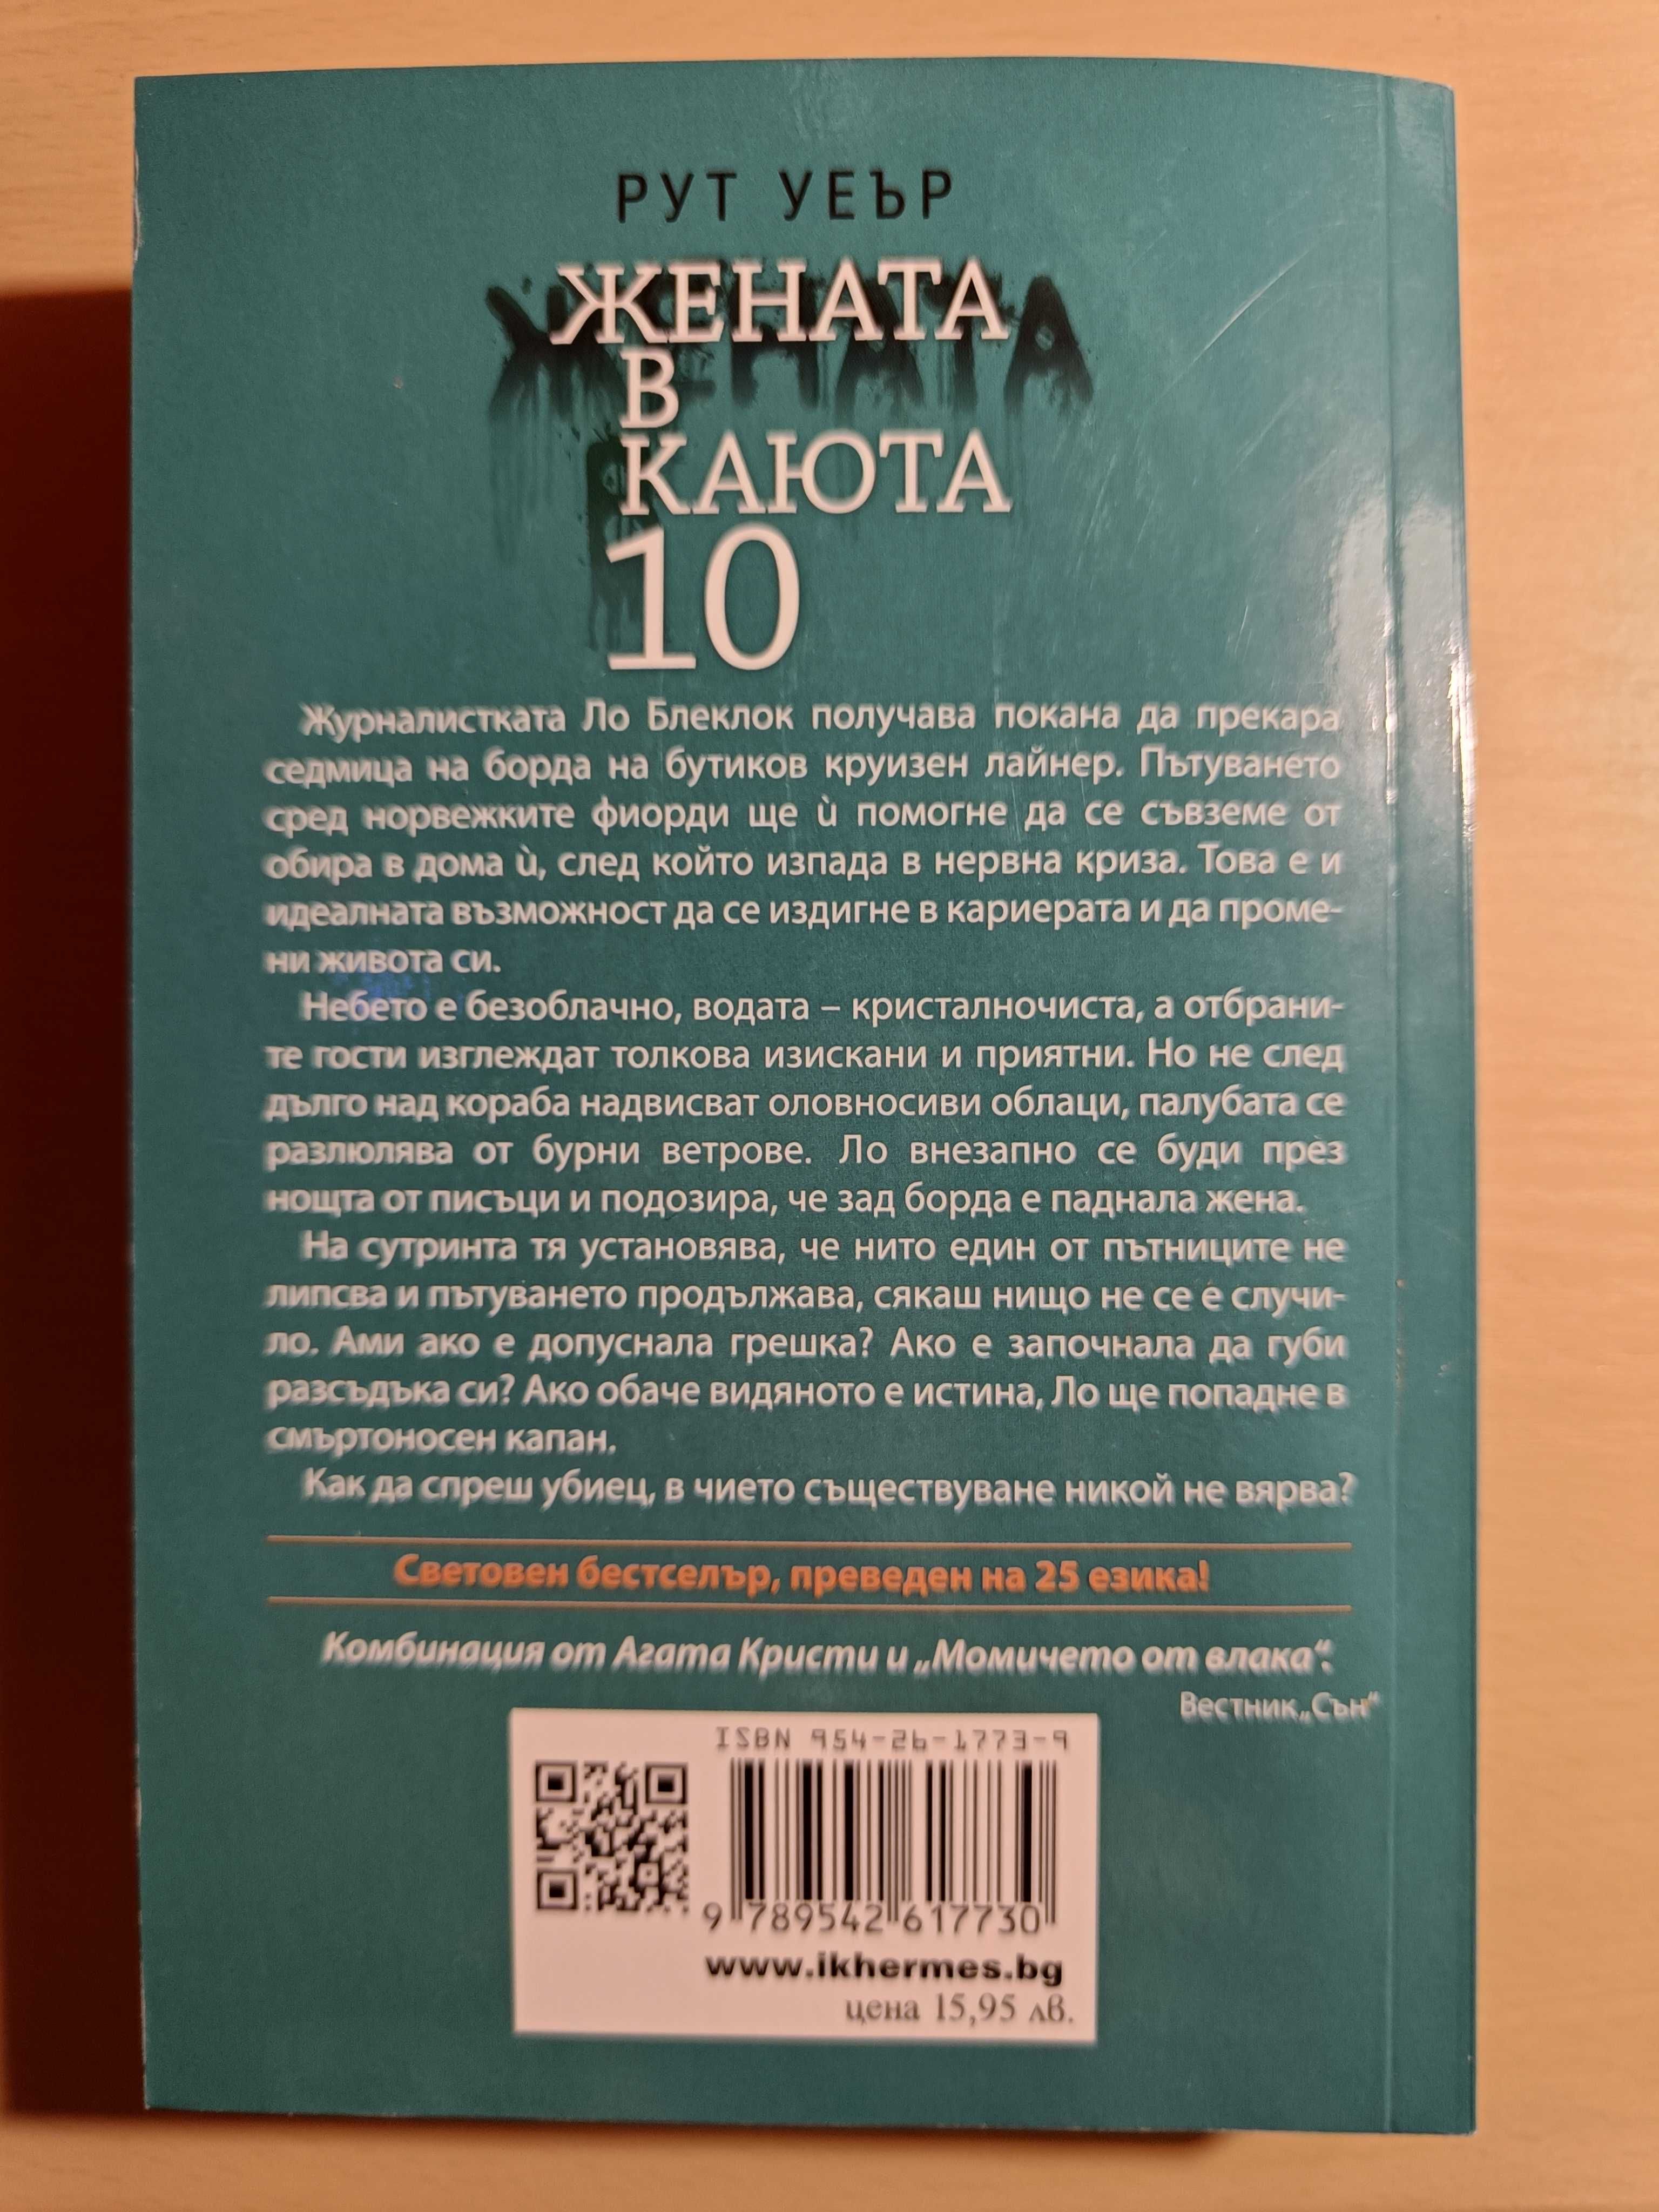 РУТ УЕЪР
ЖЕНАТА
В
КАЮТА
10
Журналистката Ло Блеклок получава покана да прекара
седмица на борда на бутиков круизен лайнер. Пътуването
сред норвежките фиорди ще ѝ помогне да се съвземе от
обира в дома ѝ, след който изпада в нервна криза. Това е и
идеалната възможност да се издигне в кариерата и да проме-
ни живота си.
Небето е безоблачно, водата – кристалночиста, а отбрани-
те гости изглеждат толкова изискани и приятни. Но не след
дълго над кораба надвисват оловносиви облаци, палубата се
разлюлява от бурни ветрове. Ло внезапно се буди през
нощта от писъци и подозира, че зад борда е паднала жена.
На сутринта тя установява, че нито един от пътниците не
липсва и пътуването продължава, сякаш нищо не се е случи-
ло. Ами ако е допуснала грешка? Ако е започнала да губи
разсъдъка си? Ако обаче видяното е истина, Ло ще попадне в
смъртоносен капан.
Как да спреш убиец, в чието съществуване никой не вярва?
Световен бестселър, преведен на 25 езика!
Комбинация от Агата Кристи и „Момичето от влака“.
Вестник „Сън“
ISBN 954-26-1773-9
9 789542 617730
www.ikhermes.bg
цена 15,95 лв.